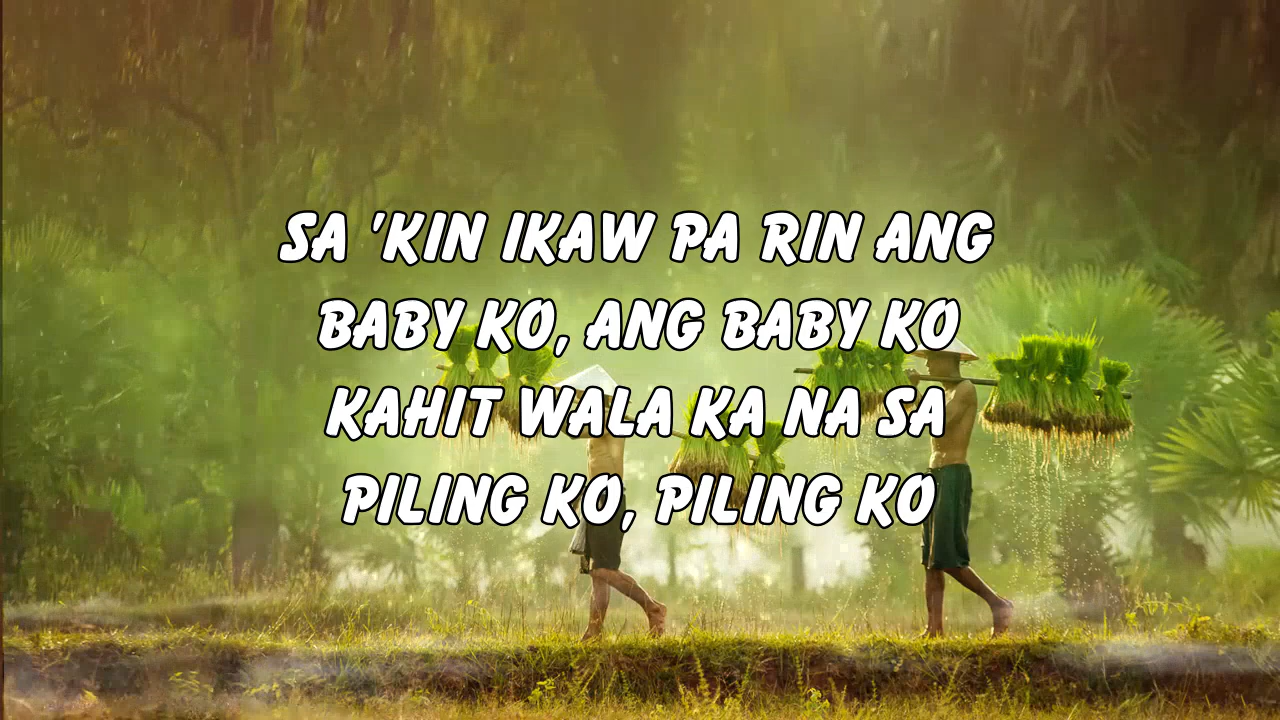 SA 'KIN IKAW PA RIN ANG
BABY KO, ANG BABY KO
KAHIT WALA KA NA SA
PILING KO, PILING KO